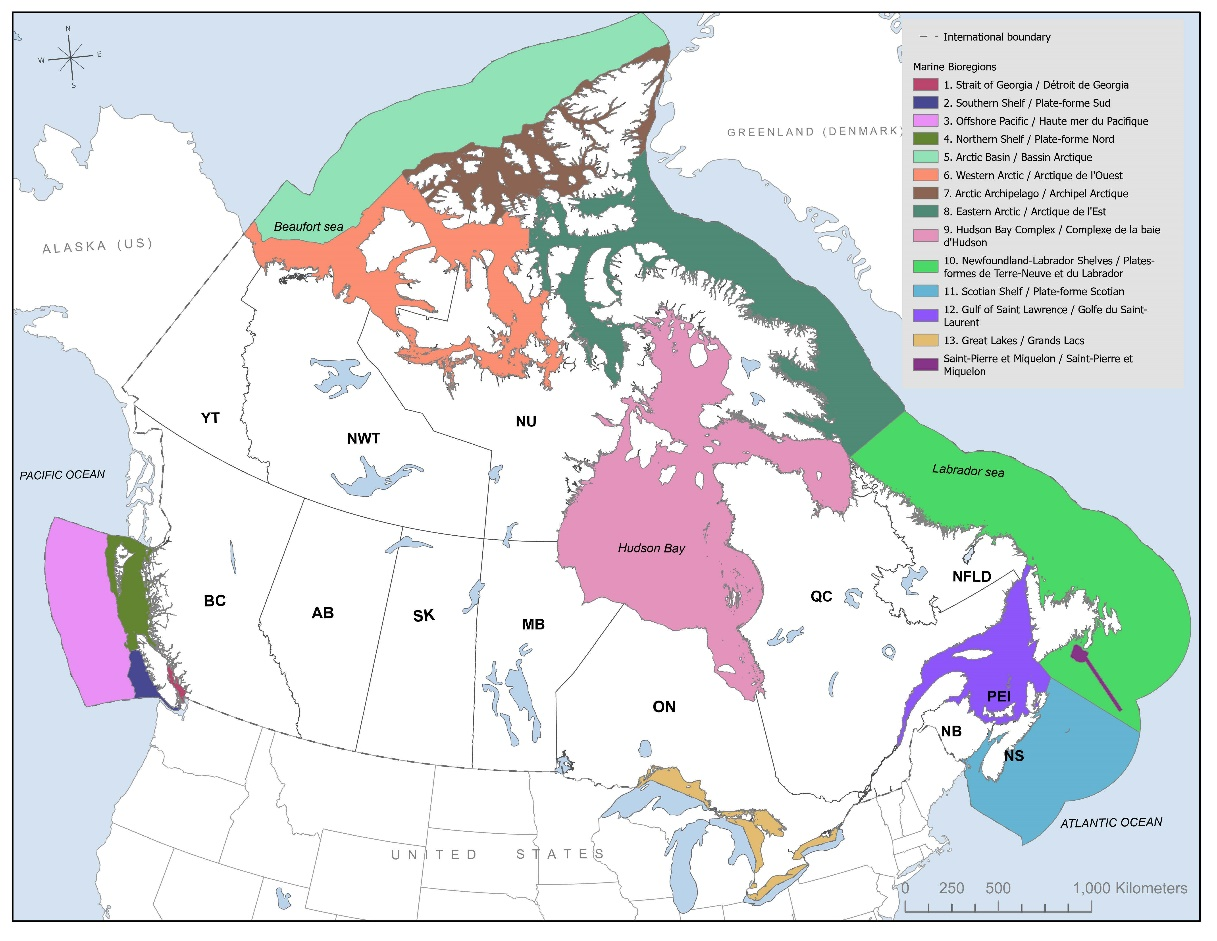 N
W E
S
GREENLAND (DENMARK)
ALASKA (US)
Beaufort sea
YT
NWT
NU
PACIFIC OCEAN
Labrador sea
Hudson Bay
BC
AB
SK
MB
ON
QC
NFLD
PEI
NB
NS
ATLANTIC OCEAN
UNITED STATES
International boundary
Marine Bioregions
1. Strait of Georgia / Détroit de Georgia
2. Southern Shelf / Plate-forme Sud
3. Offshore Pacific / Haute mer du Pacifique
4. Northern Shelf / Plate-forme Nord
5. Arctic Basin / Bassin Arctique
6. Western Arctic / Arctique de l'Ouest
7. Arctic Archipelago / Archipel Arctique
8. Eastern Arctic / Arctique de l'Est
9. Hudson Bay Complex / Complexe de la baie
d'Hudson
10. Newfoundland-Labrador Shelves / Plates-
formes de Terre-Neuve et du Labrador
11. Scotian Shelf / Plate-forme Scotian
12. Gulf of Saint Lawrence / Golfe du Saint-
Laurent
13. Great Lakes / Grands Lacs
Saint-Pierre et Miquelon / Saint-Pierre et
Miquelon
0 250 500 1,000 Kilometers